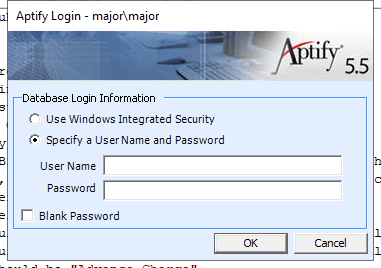 Aptify Login - major\major
Aptify 5.5
Database Login Information
Use Windows Integrated Security
Specify a User Name and Password
User Name
Password
Blank Password
OK Cancel